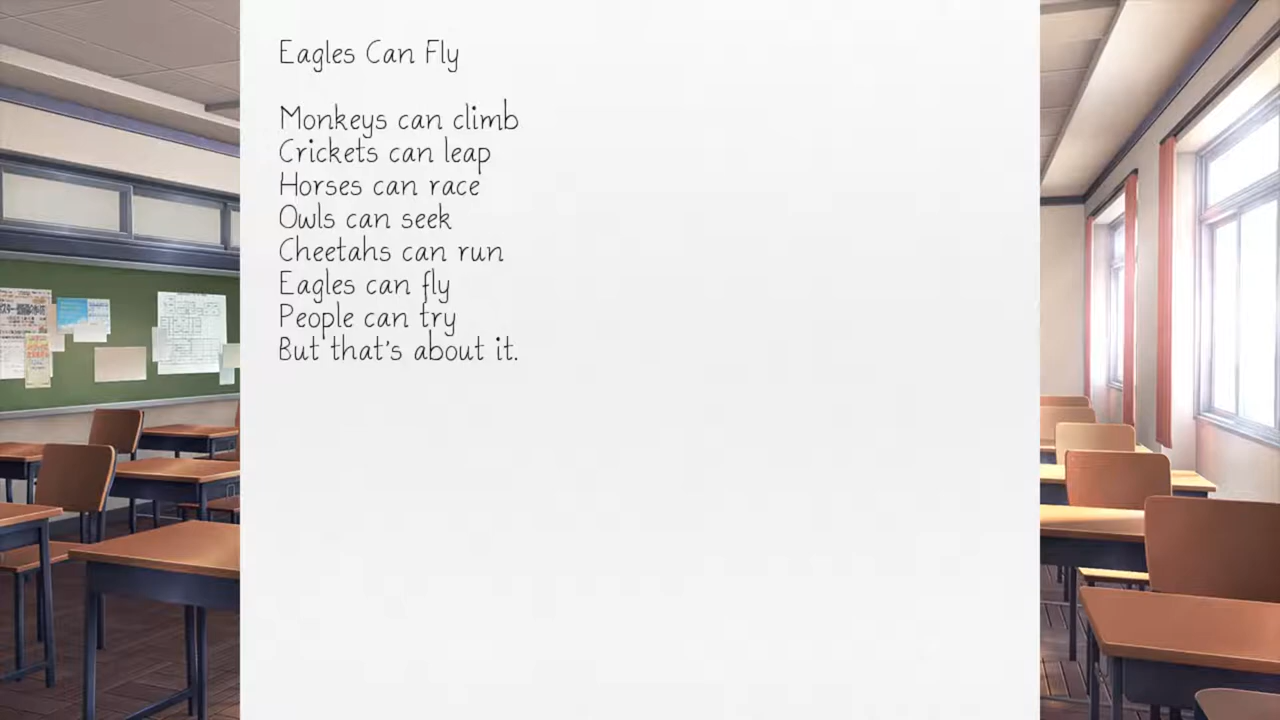 Eagles Can Fly
Monkeys can climb
Crickets can leap
Horses can race
Owls can seek
Cheetahs can run
Eagles can fly
People can try
But that's about it.